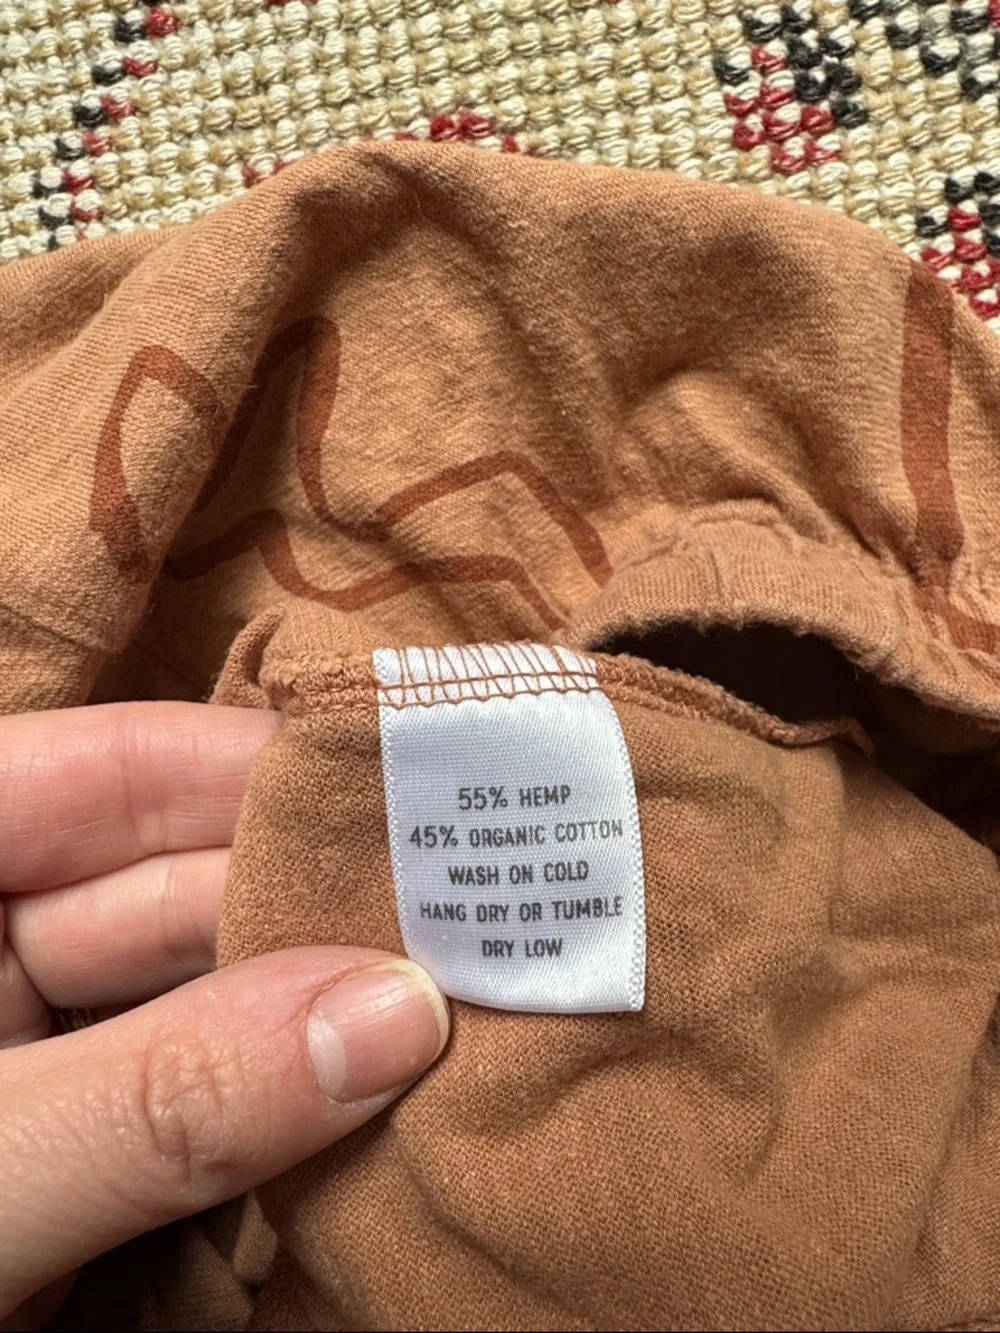 55% HEMP
45% ORGANIC COTTON
WASH ON COLD
HANG DRY OR TUMBLE
DRY LOW